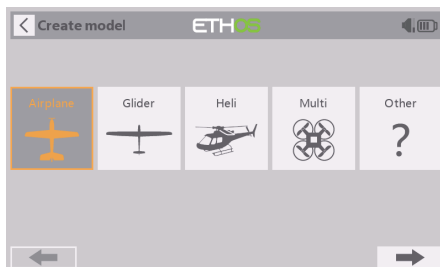 Create model
ETHOS
Airplane
Glider
Heli
Multi
Other
?